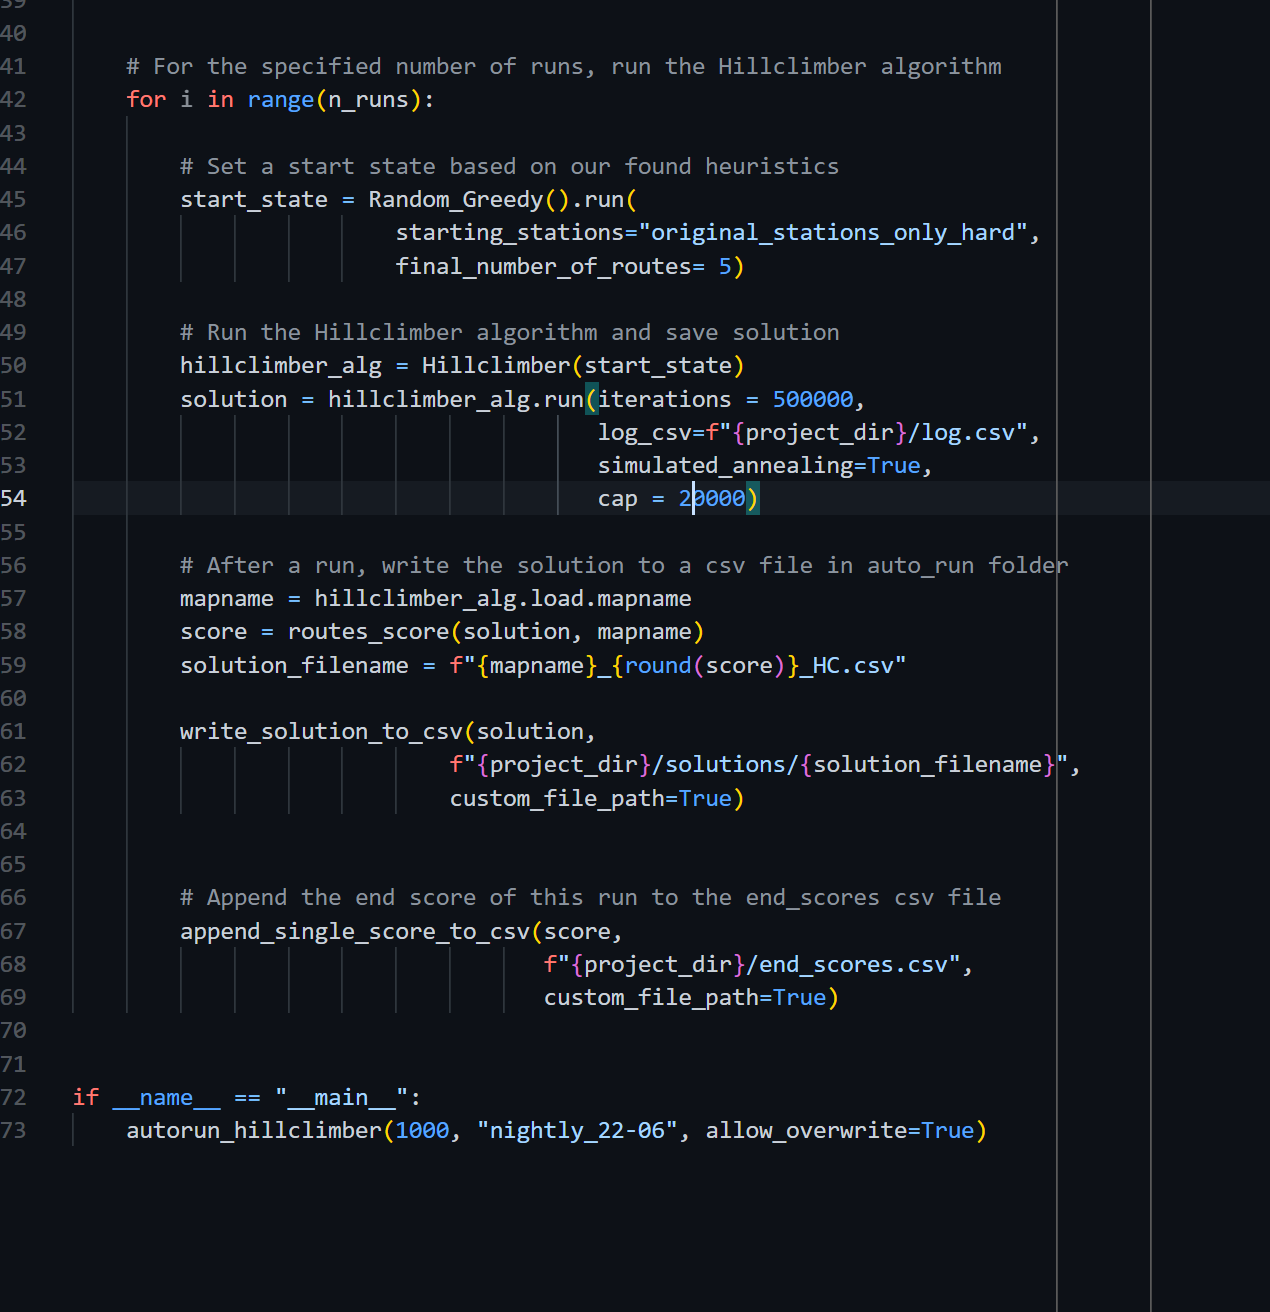 39
40
41 # For the specified number of runs, run the Hillclimber algorithm
42 for i in range(n_runs):
43
44 # Set a start state based on our found heuristics
45 start_state = Random_Greedy().run(
46 starting_stations="original_stations_only_hard",
47 final_number_of_routes= 5)
48
49 # Run the Hillclimber algorithm and save solution
50 hillclimber_alg = Hillclimber(start_state)
51 solution = hillclimber_alg.run(iterations = 500000,
52 log_csv=f"{project_dir}/log.csv",
53 simulated_annealing=True,
54 cap = 20000)
55
56 # After a run, write the solution to a csv file in auto_run folder
57 mapname = hillclimber_alg.load.mapname
58 score = routes_score(solution, mapname)
59 solution_filename = f"{mapname}_{round(score)}_HC.csv"
60
61 write_solution_to_csv(solution,
62 f"{project_dir}/solutions/{solution_filename}",
63 custom_file_path=True)
64
65
66 # Append the end score of this run to the end_scores csv file
67 append_single_score_to_csv(score,
68 f"{project_dir}/end_scores.csv",
69 custom_file_path=True)
70
71
72 if __name__ == "__main__":
73 autorun_hillclimber(1000, "nightly_22-06", allow_overwrite=True)